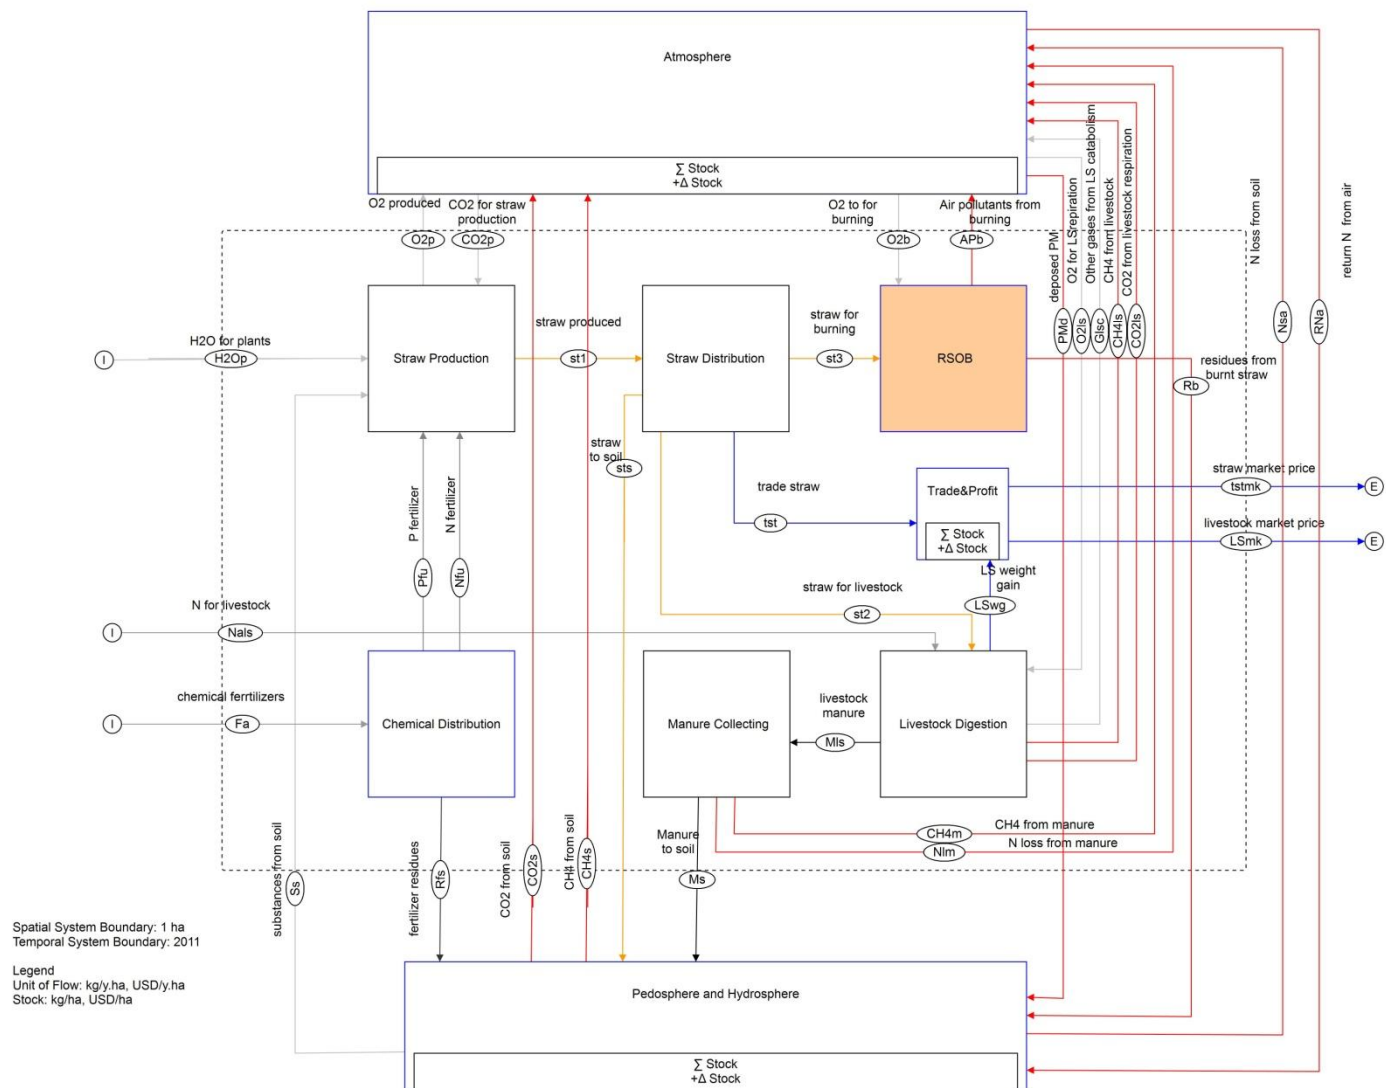 Atmosphere
∑ Stock
+Δ Stock
O2 produced
CO2 for straw
production
O2 to for
burning
Air pollutants from
burning
O2p
CO2p
O2b
APb
deposed PM
O2 for LSrepiration
Other gases from LS catabolism
CH4 from livestock
CO2 from livestock respiration
N loss from soil
return N from air
PMd
O2ls
Glsc
CH4ls
CO2ls
Nsa
RNa
H2O for plants
I
H2Op
Straw Production
straw produced
st1
Straw Distribution
straw for
burning
st3
RSOB
residues from
burnt straw
Rb
straw
to soil
sts
P fertilizer
N fertilizer
Pfu
Nfu
trade straw
tst
Trade&Profit
∑ Stock
+Δ Stock
straw market price
tstmk
E
livestock market price
LSmk
E
LS weight
gain
LSwg
straw for livestock
st2
N for livestock
I
Nals
chemical ferrtilizers
I
Fa
Chemical Distribution
Manure Collecting
livestock
manure
Mls
Livestock Digestion
CH4 from manure
CH4m
N loss from manure
Nlm
Manure
to soil
Ms
substances from soil
Ss
fertilizer residues
Rfs
CO2 from soil
CO2s
CH4 from soil
CH4s
Spatial System Boundary: 1 ha
Temporal System Boundary: 2011
Legend
Unit of Flow: kg/y.ha, USD/y.ha
Stock: kg/ha, USD/ha
Pedosphere and Hydrosphere
∑ Stock
+Δ Stock